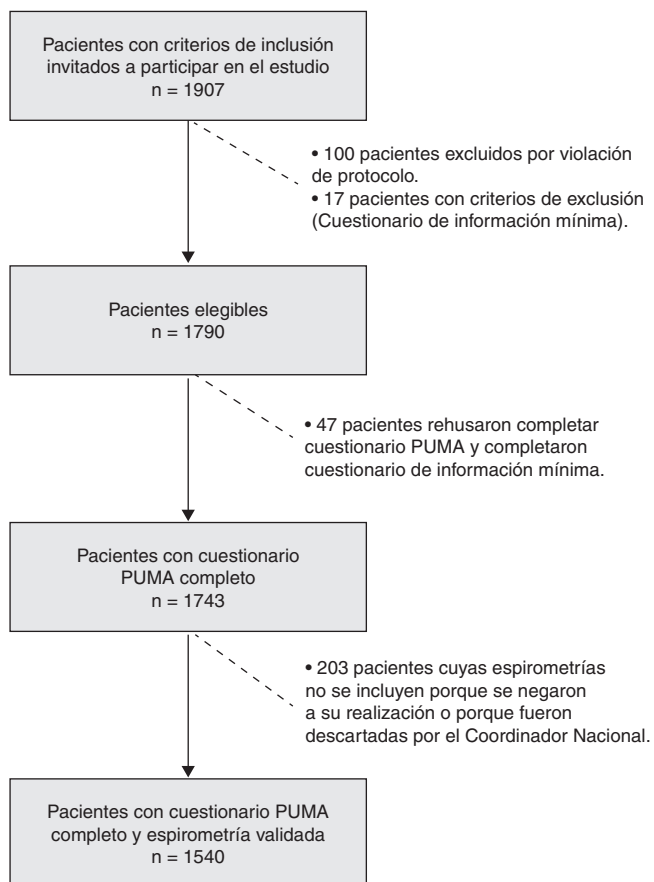 Pacientes con criterios de inclusión
invitados a participar en el estudio
n = 1907
• 100 pacientes excluidos por violación
de protocolo.
• 17 pacientes con criterios de exclusión
(Cuestionario de información mínima).
Pacientes elegibles
n = 1790
• 47 pacientes rehusaron completar
cuestionario PUMA y completaron
cuestionario de información mínima.
Pacientes con cuestionario
PUMA completo
n = 1743
• 203 pacientes cuyas espirometrías
no se incluyen porque se negaron
a su realización o porque fueron
descartadas por el Coordinador Nacional.
Pacientes con cuestionario PUMA
completo y espirometría validada
n = 1540